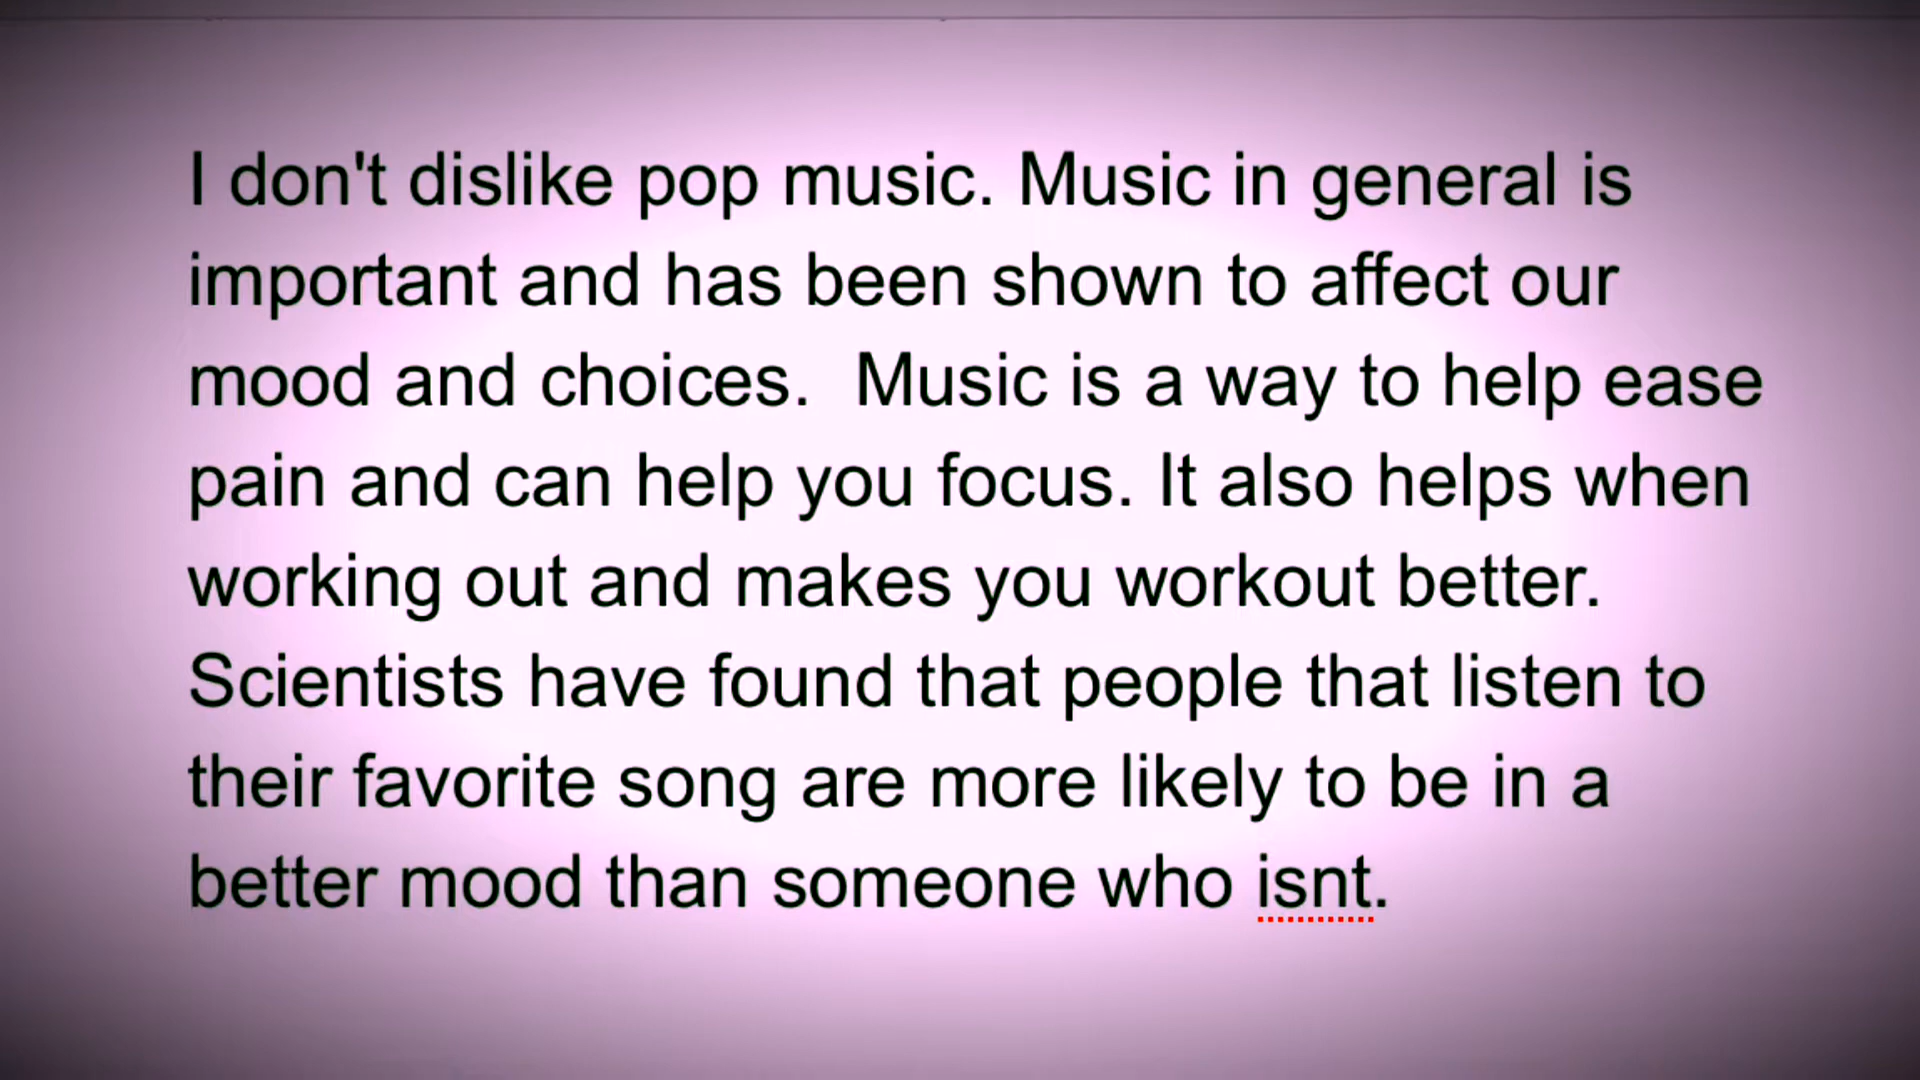 I don't dislike pop music. Music in general is
important and has been shown to affect our
mood and choices.  Music is a way to help ease
pain and can help you focus. It also helps when
working out and makes you workout better.
Scientists have found that people that listen to
their favorite song are more likely to be in a
better mood than someone who isnt.